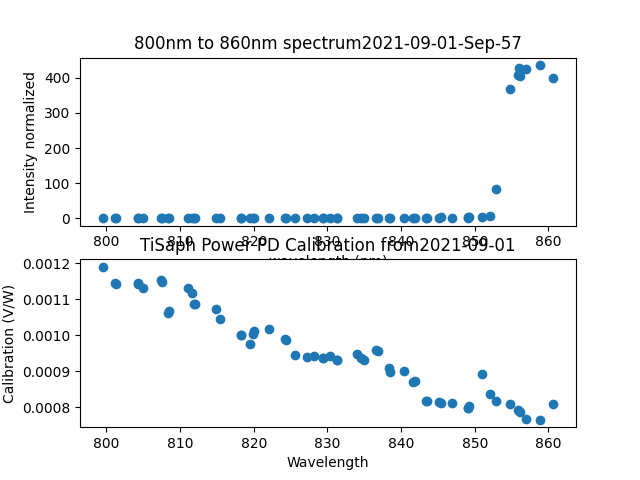 800nm to 860nm spectrum2021-09-01-Sep-57
Intensity normalized
400
300
200
100
0
800 810 820 830 840 850 860
wavelength (nm)
TiSaph Power PD Calibration from2021-09-01
Calibration (V/W)
0.0012
0.0011
0.0010
0.0009
0.0008
800 810 820 830 840 850 860
Wavelength